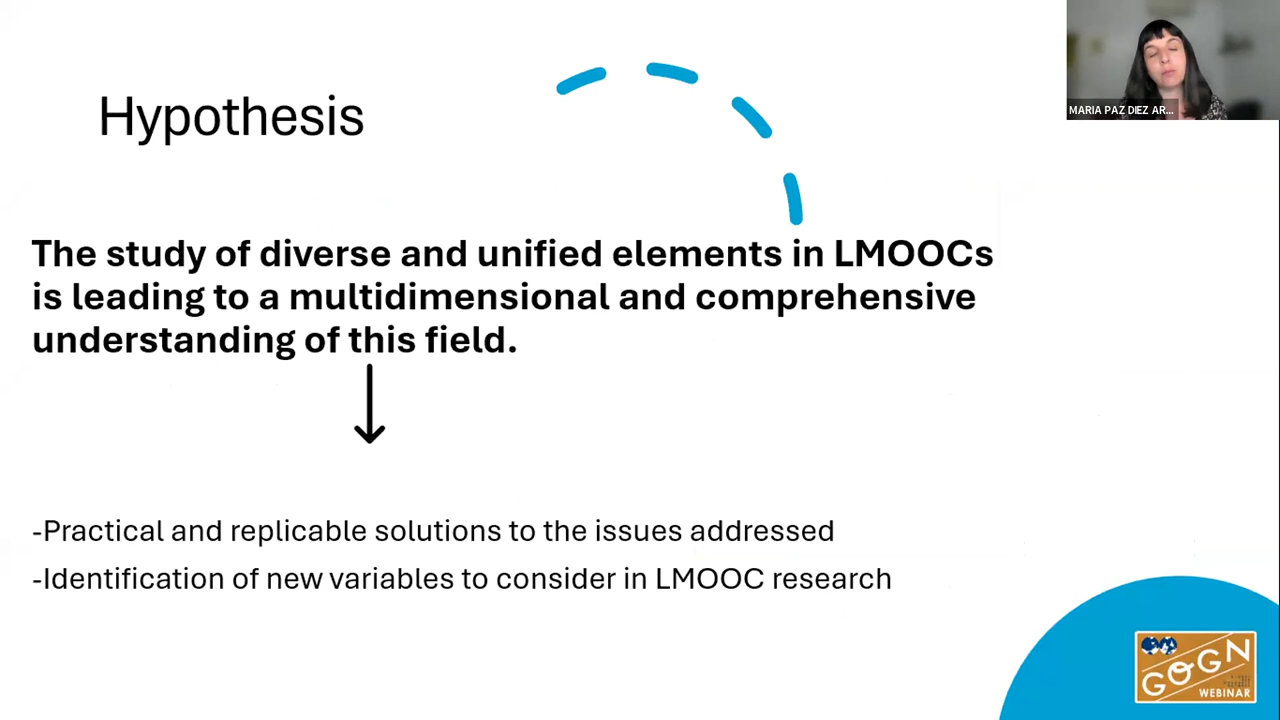 Hypothesis
MARIA PAZ DIEZ AR...
The study of diverse and unified elements in LMOOCs
is leading to a multidimensional and comprehensive
understanding of this field.
-Practical and replicable solutions to the issues addressed
-Identification of new variables to consider in LMOOC research
GOGN
WEBINAR